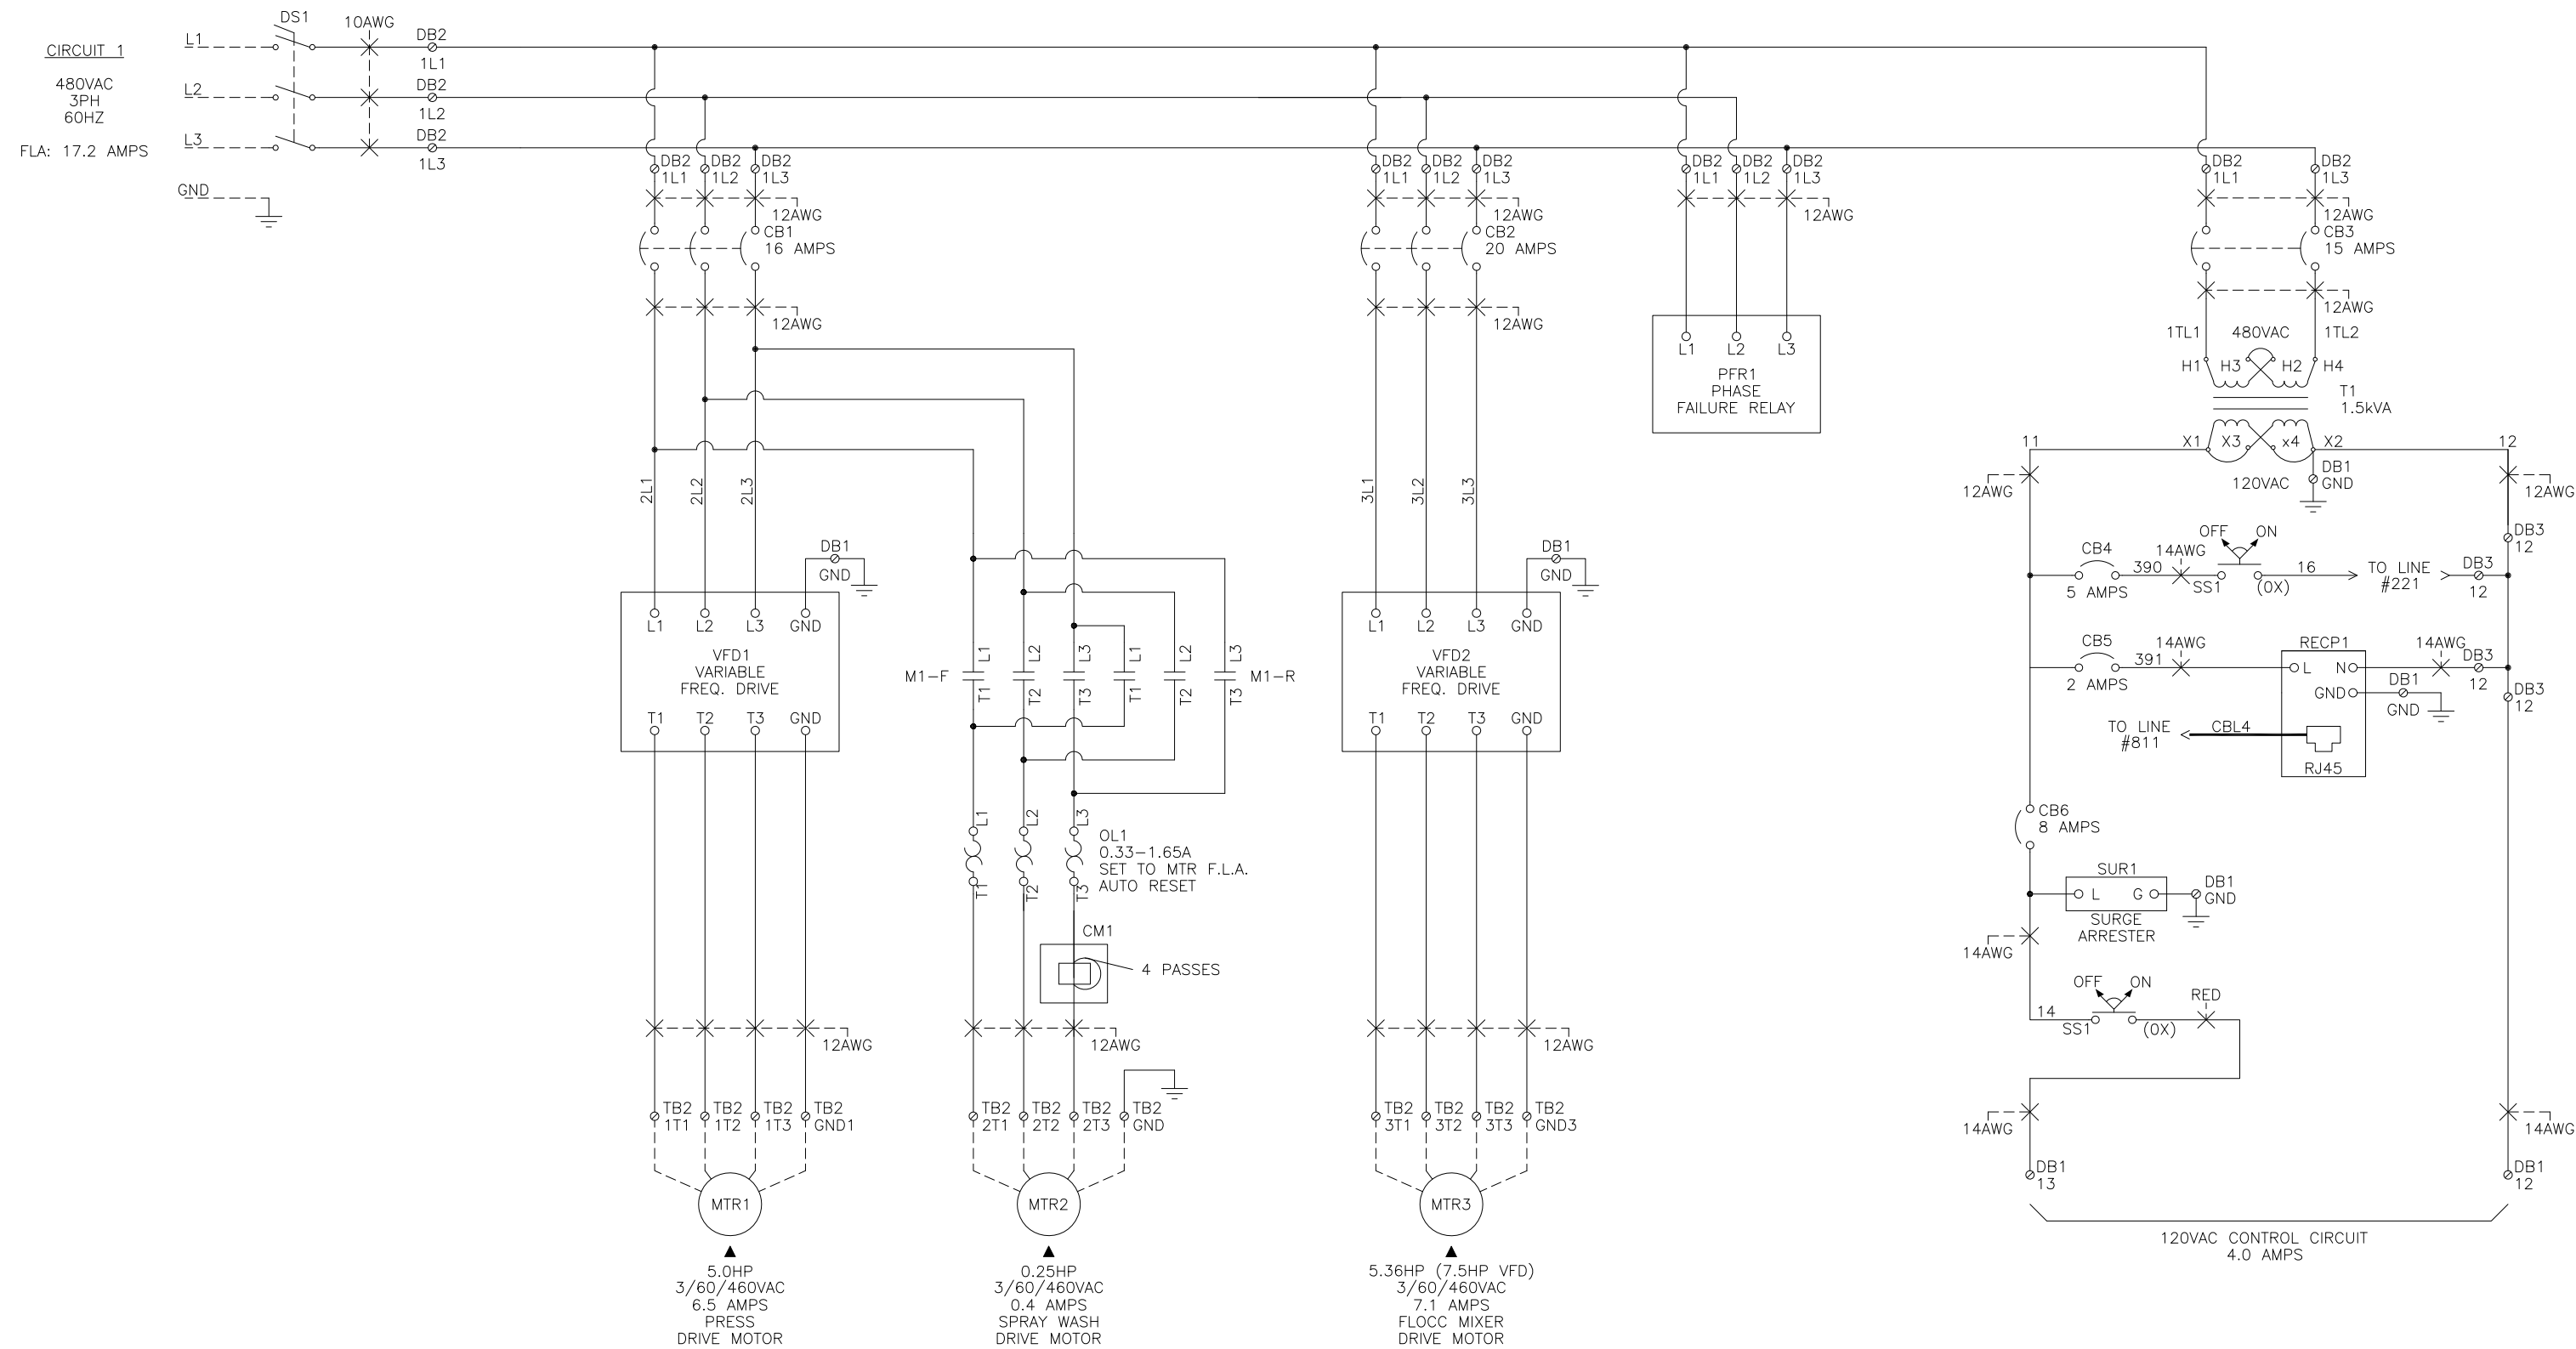 CIRCUIT 1
480VAC
3PH
60HZ
FLA: 17.2 AMPS
L1
L2
L3
GND
DS1
10AWG
DB2
1L1
DB2
1L2
DB2
1L3
DB2
1L1
DB2
1L2
DB2
1L3
12AWG
CB1
16 AMPS
12AWG
2L1
2L2
2L3
DB1
GND
L1
L2
L3
GND
VFD1
VARIABLE
FREQ. DRIVE
T1
T2
T3
GND
12AWG
TB2
1T1
TB2
1T2
TB2
1T3
TB2
GND1
MTR1
5.0HP
3/60/460VAC
6.5 AMPS
PRESS
DRIVE MOTOR
M1-F
L1
L2
L3
L1
L2
L3
T1
T2
T3
T1
T2
T3
M1-R
L1
L2
L3
OL1
0.33-1.65A
SET TO MTR F.L.A.
AUTO RESET
T1
T2
T3
CM1
4 PASSES
12AWG
TB2
2T1
TB2
2T2
TB2
2T3
TB2
GND
MTR2
0.25HP
3/60/460VAC
0.4 AMPS
SPRAY WASH
DRIVE MOTOR
DB2
1L1
DB2
1L2
DB2
1L3
12AWG
CB2
20 AMPS
12AWG
3L1
3L2
3L3
DB1
GND
L1
L2
L3
GND
VFD2
VARIABLE
FREQ. DRIVE
T1
T2
T3
GND
12AWG
TB2
3T1
TB2
3T2
TB2
3T3
TB2
GND3
MTR3
5.36HP (7.5HP VFD)
3/60/460VAC
7.1 AMPS
FLOCC MIXER
DRIVE MOTOR
DB2
1L1
DB2
1L2
DB2
1L3
12AWG
L1
L2
L3
PFR1
PHASE
FAILURE RELAY
DB2
1L1
DB2
1L3
12AWG
CB3
15 AMPS
12AWG
1TL1
480VAC
1TL2
H1
H3
H2
H4
T1
1.5kVA
11
X1
X3
x4
X2
12
DB1
GND
120VAC
12AWG
12AWG
DB3
12
CB4
5 AMPS
390
14AWG
SS1
OFF
ON
(OX)
16
TO LINE
#221
DB3
12
CB5
2 AMPS
391
14AWG
RECP1
L
N
GND
14AWG
DB3
12
DB1
GND
DB3
12
TO LINE
#811
CBL4
RJ45
CB6
8 AMPS
SUR1
L
G
SURGE
ARRESTER
DB1
GND
14AWG
14
SS1
OFF
ON
(OX)
RED
14AWG
14AWG
DB1
13
DB1
12
120VAC CONTROL CIRCUIT
4.0 AMPS